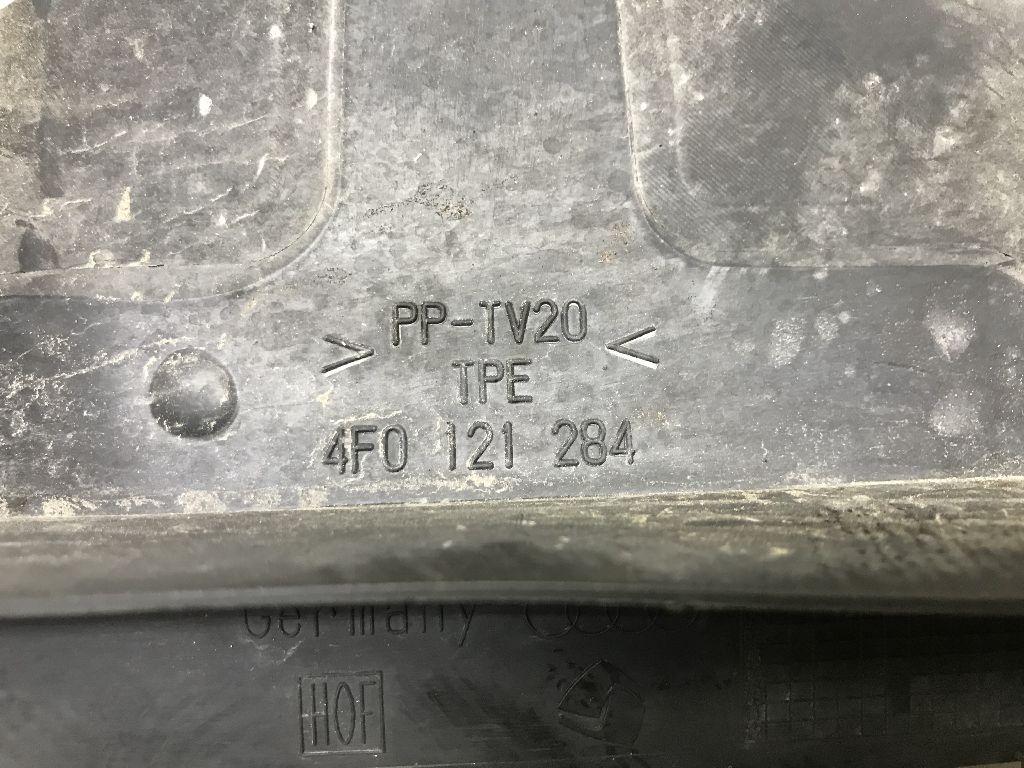 > PP-TV20 <
TPE
4F0 121 284
Germany
HOF